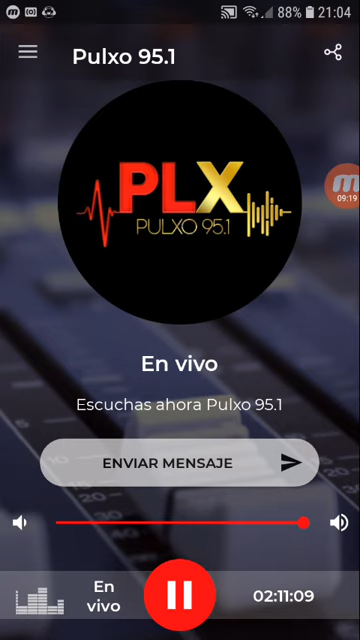 88% 21:04
Pulxo 95.1
09:19
PLX
PULXO 95.1
En vivo
Escuchas ahora Pulxo 95.1
ENVIAR MENSAJE
En
vivo
02:11:09